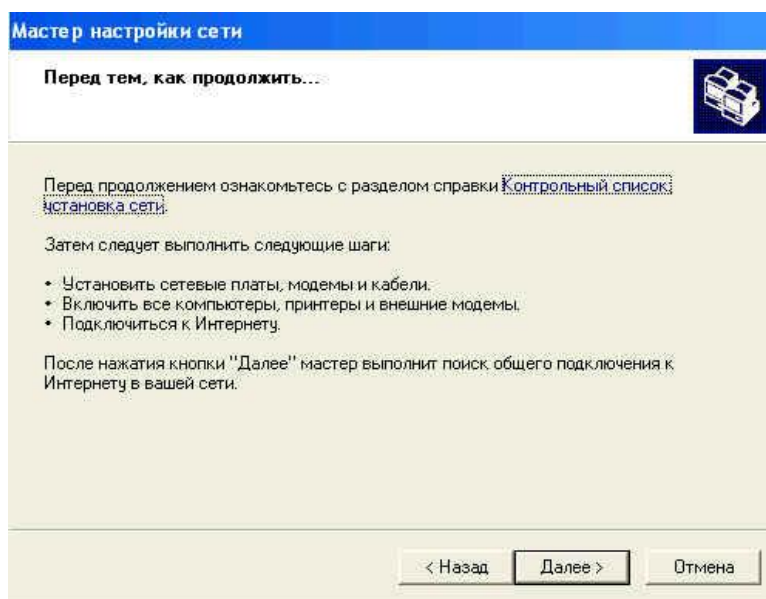 Мастер настройки сети
Перед тем, как продолжить...
Перед продолжением ознакомьтесь с разделом справки Контрольный список:
установка сети.
Затем следует выполнить следующие шаги:
• Установить сетевые платы, модемы и кабели.
• Включить все компьютеры, принтеры и внешние модемы.
• Подключиться к Интернету.
После нажатия кнопки "Далее" мастер выполнит поиск общего подключения к
Интернету в вашей сети.
< Назад Далее > Отмена